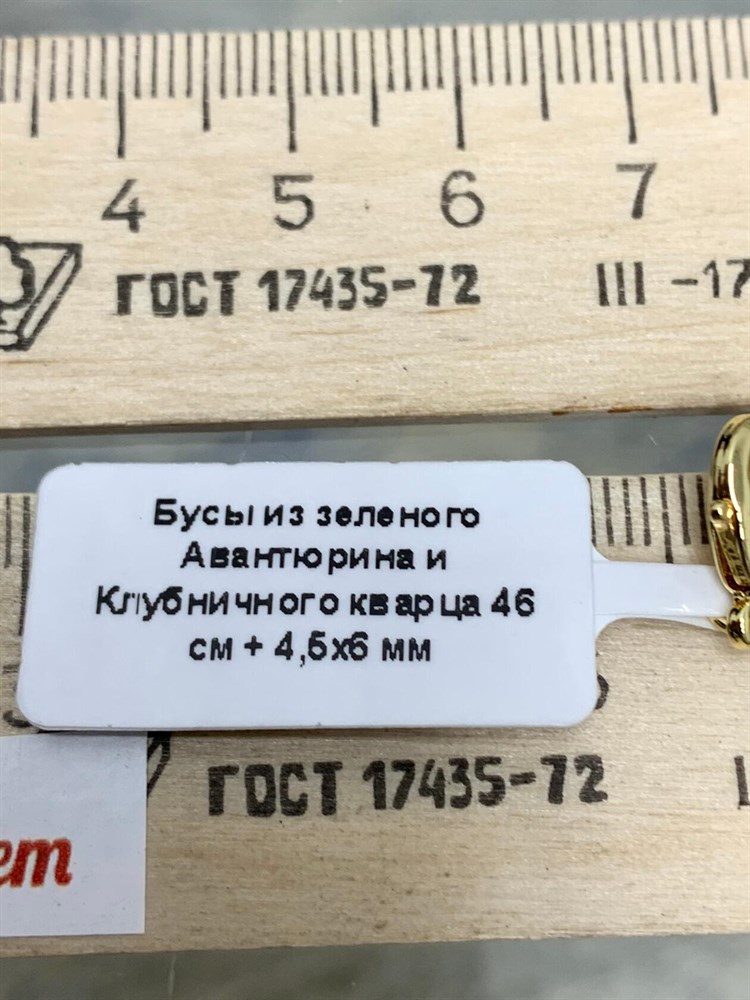 4 5 6 7
ГОСТ 17435-72 III -17
Бусы из зеленого
Авантюрина и
Клубничного кварца 46
см + 4,5х6 мм
ГОСТ 17435-72